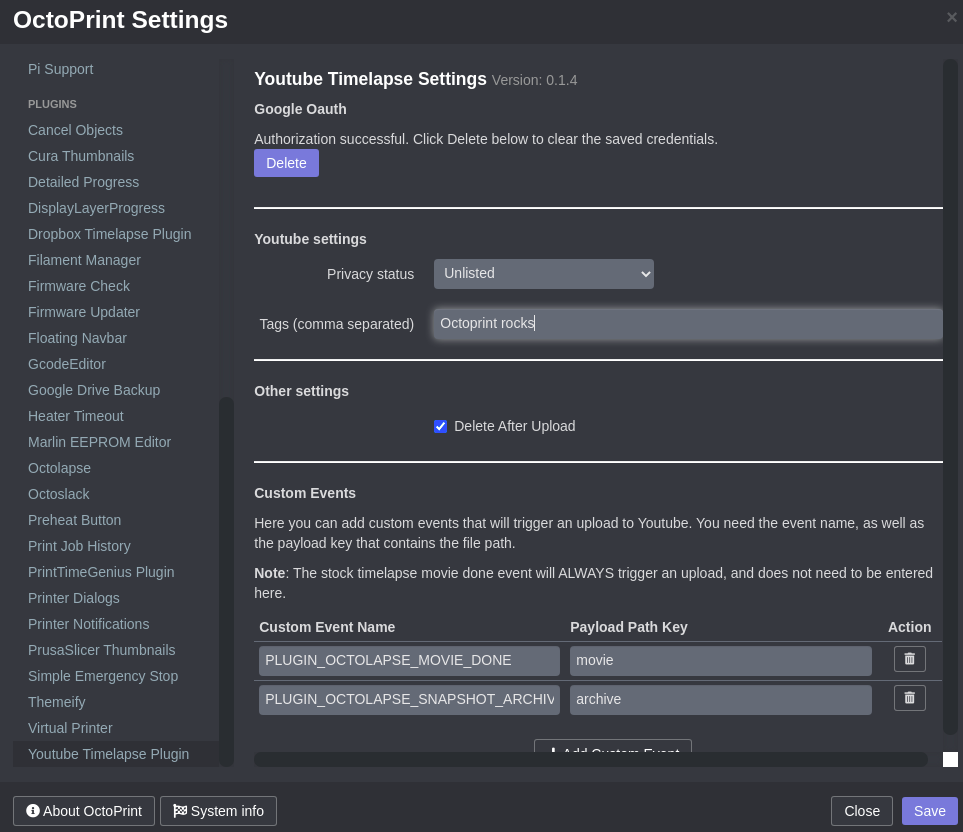 OctoPrint Settings
×
Pi Support
PLUGINS
Cancel Objects
Cura Thumbnails
Detailed Progress
DisplayLayerProgress
Dropbox Timelapse Plugin
Filament Manager
Firmware Check
Firmware Updater
Floating Navbar
GcodeEditor
Google Drive Backup
Heater Timeout
Marlin EEPROM Editor
Octolapse
Octoslack
Preheat Button
Print Job History
PrintTimeGenius Plugin
Printer Dialogs
Printer Notifications
PrusaSlicer Thumbnails
Simple Emergency Stop
Themeify
Virtual Printer
Youtube Timelapse Plugin
Youtube Timelapse Settings Version: 0.1.4
Google Oauth
Authorization successful. Click Delete below to clear the saved credentials.
Delete
Youtube settings
Privacy status Unlisted
Tags (comma separated) Octoprint rocks
Other settings
Delete After Upload
Custom Events
Here you can add custom events that will trigger an upload to Youtube. You need the event name, as well as
the payload key that contains the file path.
Note: The stock timelapse movie done event will ALWAYS trigger an upload, and does not need to be entered
here.
Custom Event Name Payload Path Key Action
PLUGIN_OCTOLAPSE_MOVIE_DONE movie
PLUGIN_OCTOLAPSE_SNAPSHOT_ARCHIV archive
Add Custom Event
About OctoPrint System info Close Save